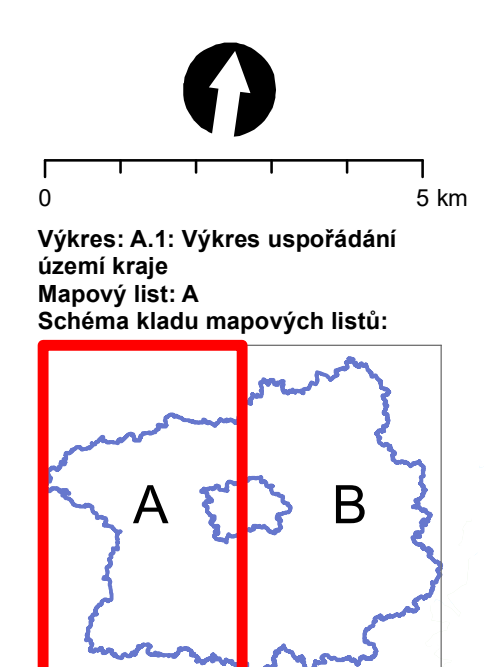 0 5 km
Výkres: A.1: Výkres uspořádání
území kraje
Mapový list: A
Schéma kladu mapových listů:
A B